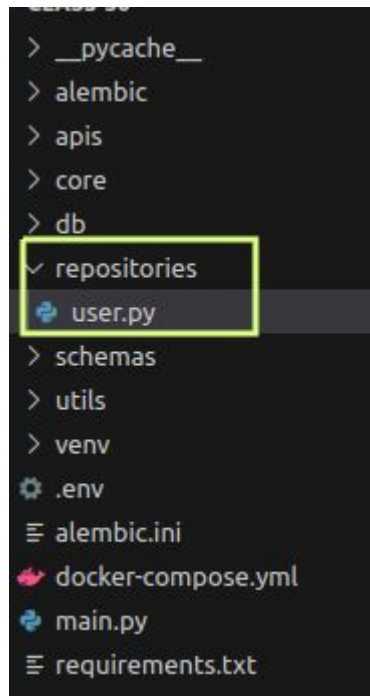 > __pycache__
> alembic
> apis
> core
> db
repositories
user.py
> schemas
> utils
> venv
.env
alembic.ini
docker-compose.yml
main.py
requirements.txt